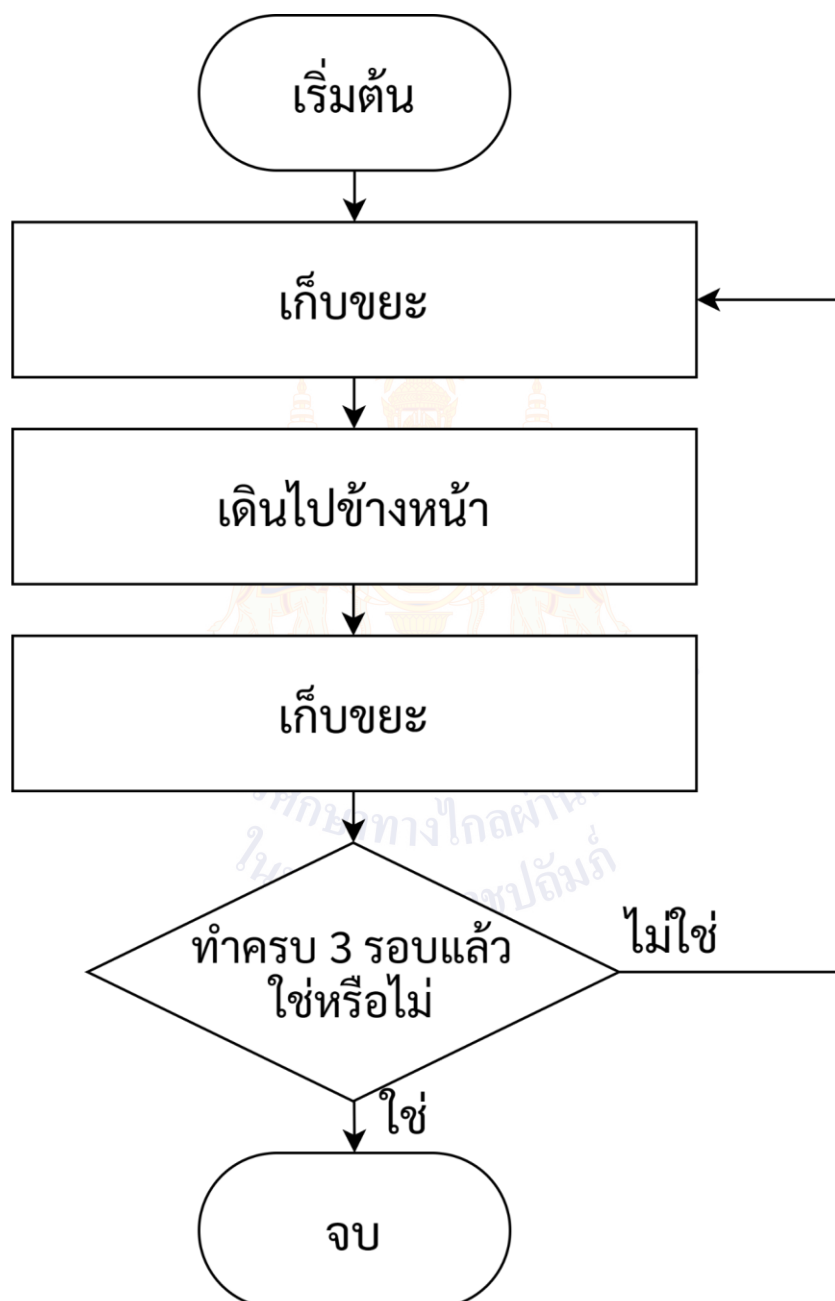 เริ่มต้น
เก็บขยะ
เดินไปข้างหน้า
เก็บขยะ
ทำครบ 3 รอบแล้ว
ใช่หรือไม่
ไม่ใช่
ใช่
จบ